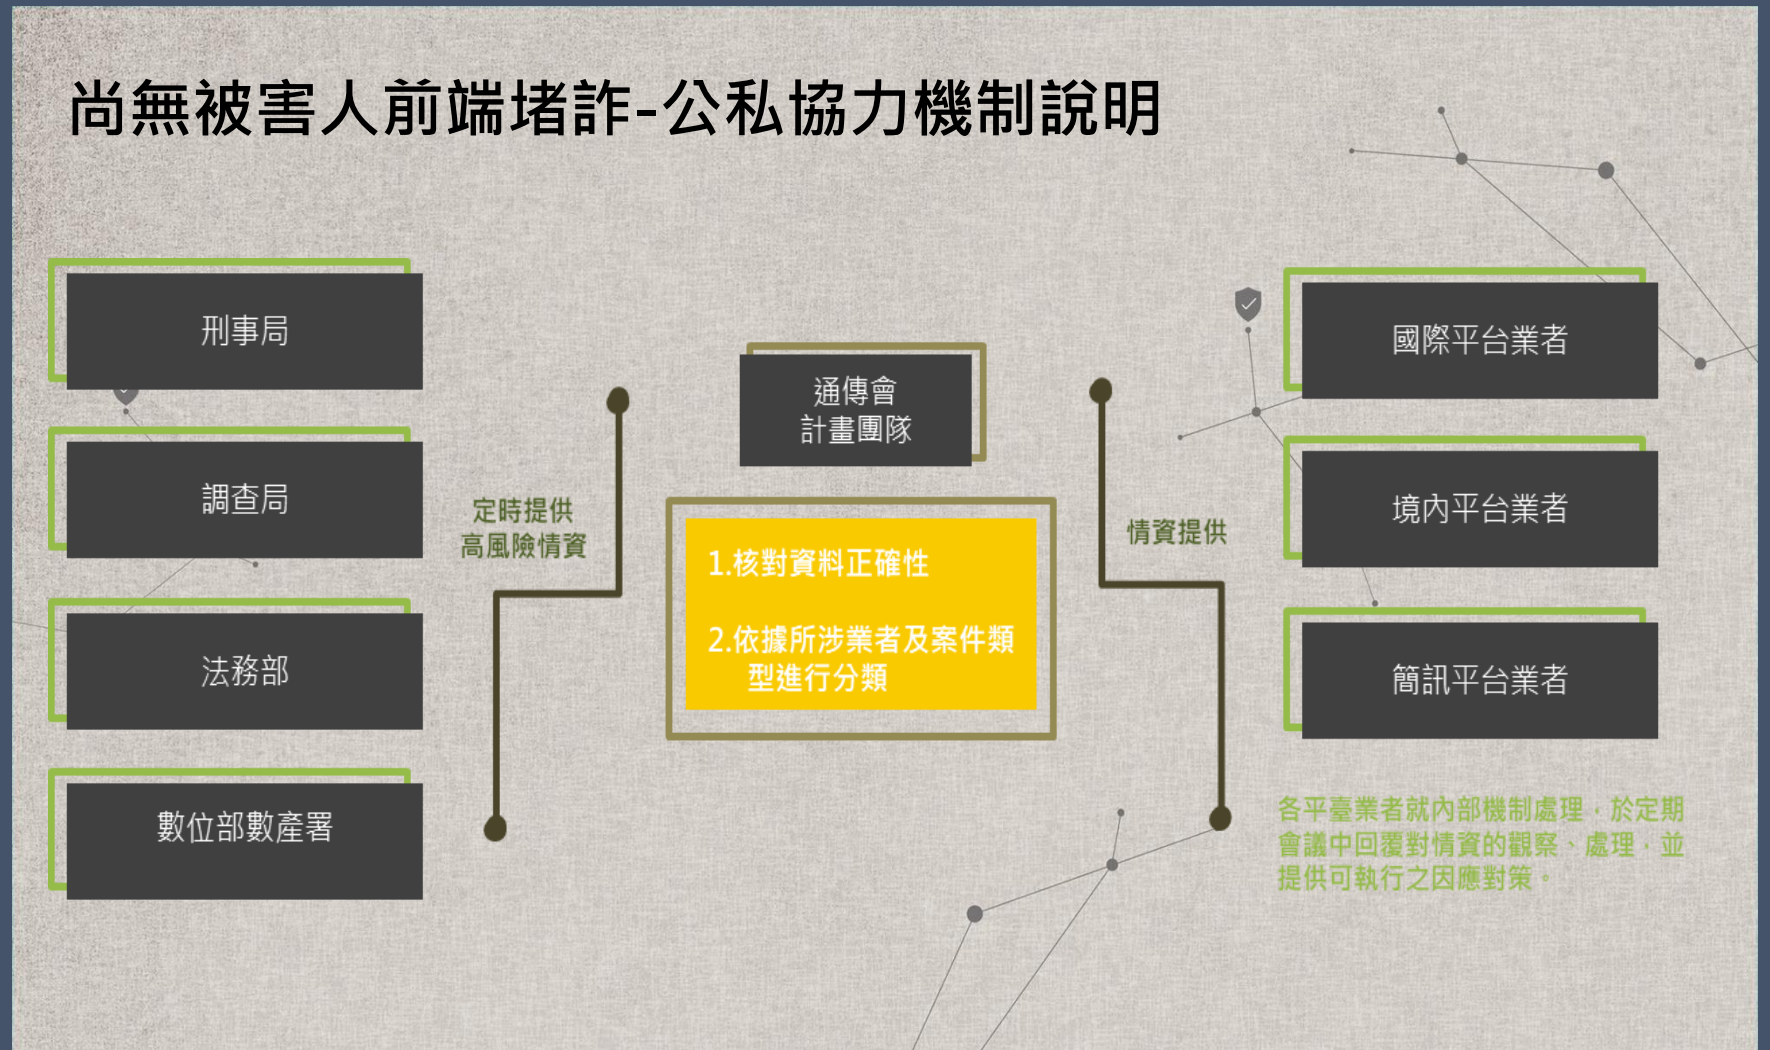 尚無被害人前端堵詐-公私協力機制說明
刑事局
調查局
法務部
數位部數產署
定時提供
高風險情資
通傳會
計畫團隊
1.核對資料正確性
2.依據所涉業者及案件類
型進行分類
情資提供
國際平台業者
境內平台業者
簡訊平台業者
各平臺業者就內部機制處理，於定期
會議中回覆對情資的觀察、處理，並
提供可執行之因應對策。